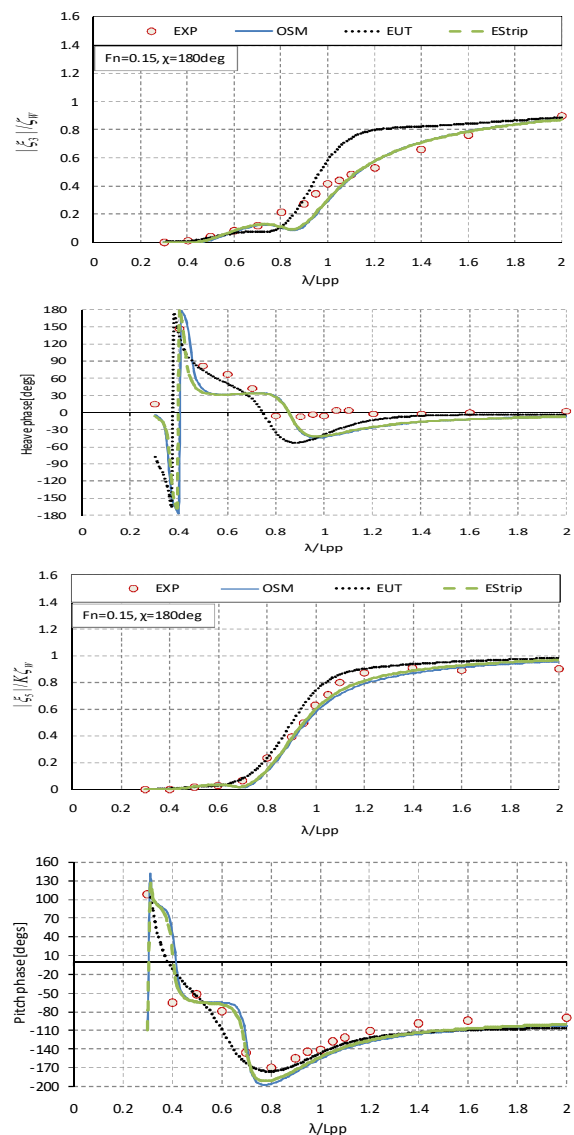 EXP OSM EUT EStrip
Fn=0.15, χ=180deg
|ξ3|/ζW
1.6
1.4
1.2
1
0.8
0.6
0.4
0.2
0
0 0.2 0.4 0.6 0.8 1 1.2 1.4 1.6 1.8 2
λ/Lpp
Heave phase[degs]
180
150
120
90
60
30
0
-30
-60
-90
-120
-150
-180
0 0.2 0.4 0.6 0.8 1 1.2 1.4 1.6 1.8 2
λ/Lpp
EXP OSM EUT EStrip
Fn=0.15, χ=180deg
|ξ5|/KζW
1.6
1.4
1.2
1
0.8
0.6
0.4
0.2
0
0 0.2 0.4 0.6 0.8 1 1.2 1.4 1.6 1.8 2
λ/Lpp
Pitch phase[degs]
160
130
100
70
40
10
-20
-50
-80
-110
-140
-170
-200
0 0.2 0.4 0.6 0.8 1 1.2 1.4 1.6 1.8 2
λ/Lpp